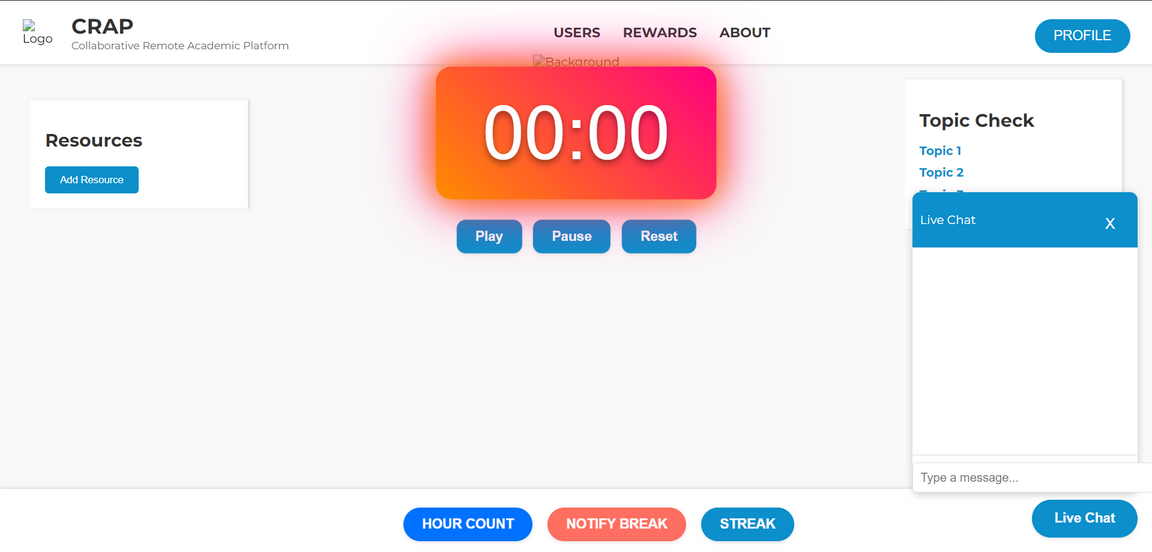 Logo
CRAP
Collaborative Remote Academic Platform
USERS REWARDS ABOUT
PROFILE
Background
Resources
Add Resource
00:00
Play Pause Reset
Topic Check
Topic 1
Topic 2
Live Chat X
Type a message...
HOUR COUNT NOTIFY BREAK STREAK
Live Chat